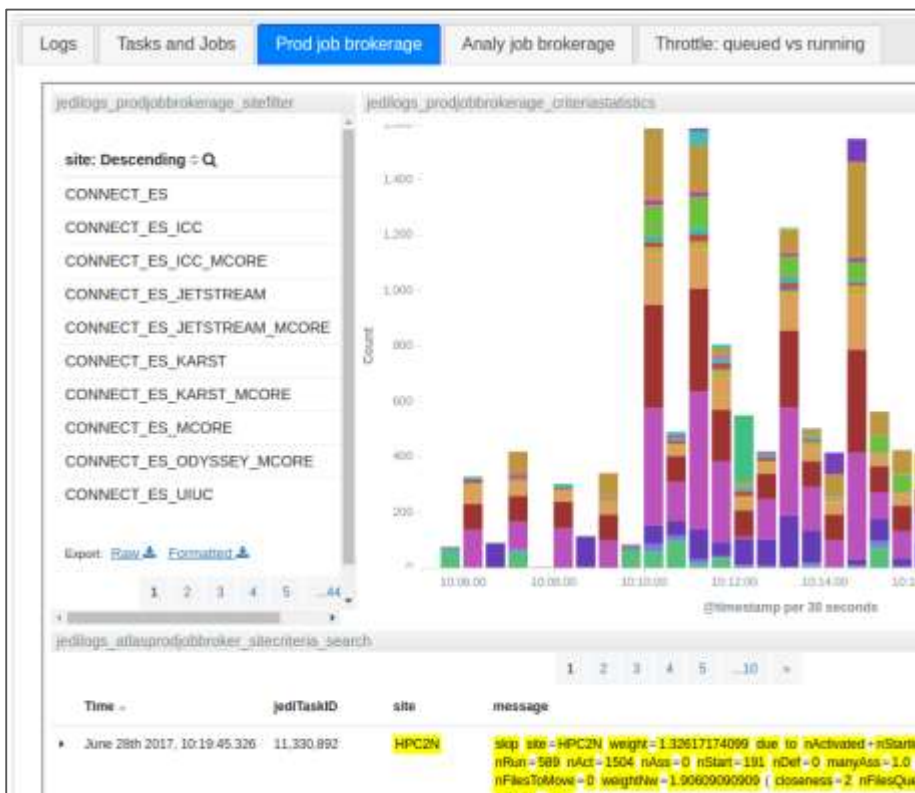 Logs Tasks and Jobs Prod job brokerage Analy job brokerage Throttle: queued vs running
jedilogs_prodjobbrokerage_sitefilter
site: Descending
CONNECT_ES
CONNECT_ES_ICC
CONNECT_ES_ICC_MCORE
CONNECT_ES_JETSTREAM
CONNECT_ES_JETSTREAM_MCORE
CONNECT_ES_KARST
CONNECT_ES_KARST_MCORE
CONNECT_ES_MCORE
CONNECT_ES_ODYSSEY_MCORE
CONNECT_ES_UIUC
Export: Raw Formatted
1 2 3 4 5 ...44
jedilogs_prodjobbrokerage_criteriastatistics
1,400
1,200
1,000
800
600
400
200
0
Count
10:06:00 10:08:00 10:10:00 10:12:00 10:14:00
@timestamp per 30 seconds
jedilogs_atlasprodjobbroker_sitecriteria_search
1 2 3 4 5 ...10 »
Time jediTaskID site message
June 28th 2017, 10:19:45.326 11,330,892 HPC2N skip site=HPC2N weight=1.32617174099 due to nActivated+nStarti
nRun=589 nAct=1504 nAss=0 nStart=191 nDef=0 manyAss=1.0
nFilesToMove=0 weightNw=1.90609090909 ( closeness=2 nFilesQue